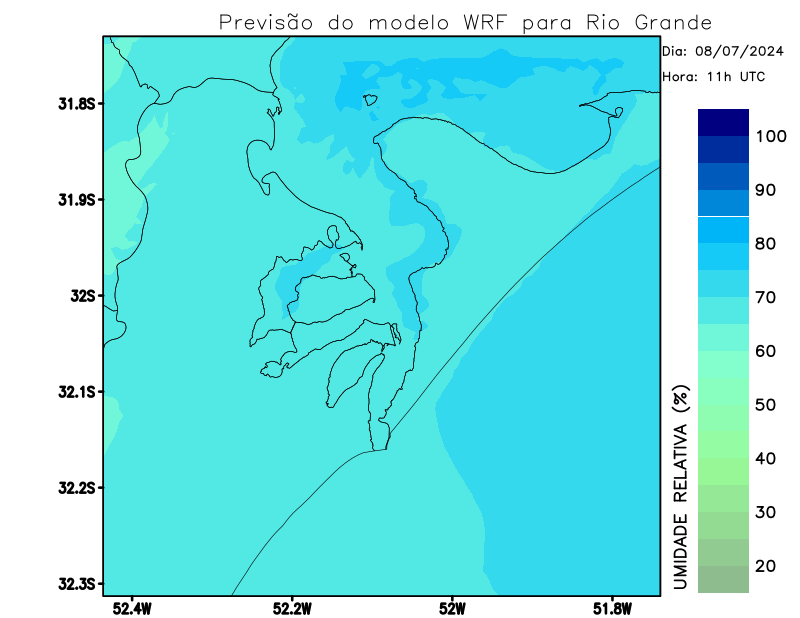 Previsão do modelo WRF para Rio Grande
Dia: 08/07/2024
Hora: 11h UTC
31.8S
31.9S
32S
32.1S
32.2S
32.3S
52.4W
52.2W
52W
51.8W
100
90
80
70
60
50
40
30
20
UMIDADE RELATIVA (%)